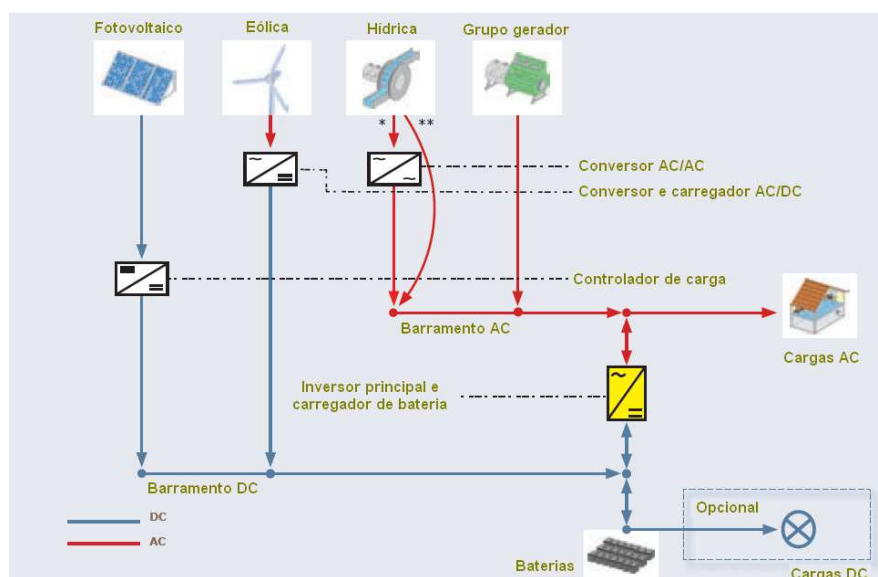 Fotovoltaico
Eólica
Hídrica
Grupo gerador
*
**
Conversor AC/AC
Conversor e carregador AC/DC
Controlador de carga
Barramento AC
Cargas AC
Inversor principal e
carregador de bateria
Barramento DC
Opcional
DC
AC
Baterias
Cargas DC